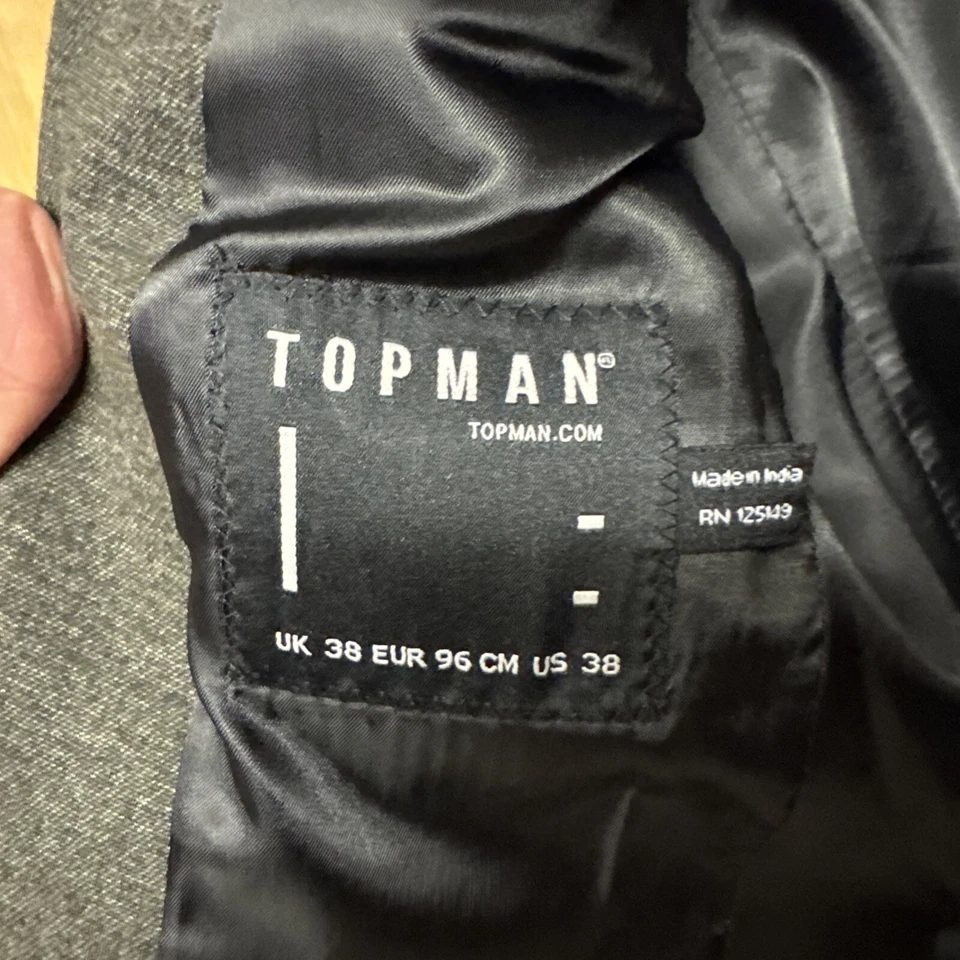 TOPMAN®
TOPMAN.COM
Made in India
RN 125149
UK 38 EUR 96 CM US 38